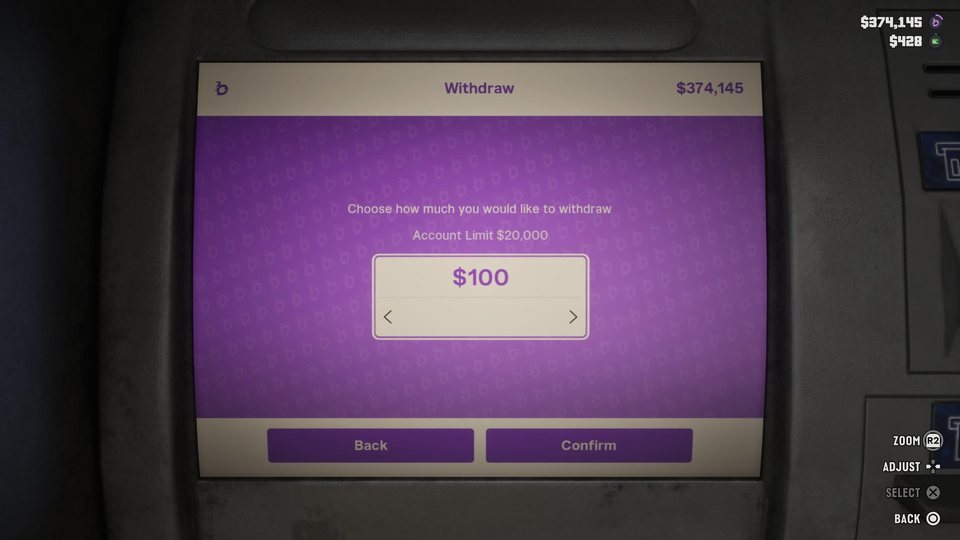 $374,145
$428
b Withdraw $374,145
Choose how much you would like to withdraw
Account Limit $20,000
$100
< >
Back Confirm
ZOOM R2
ADJUST
SELECT
BACK